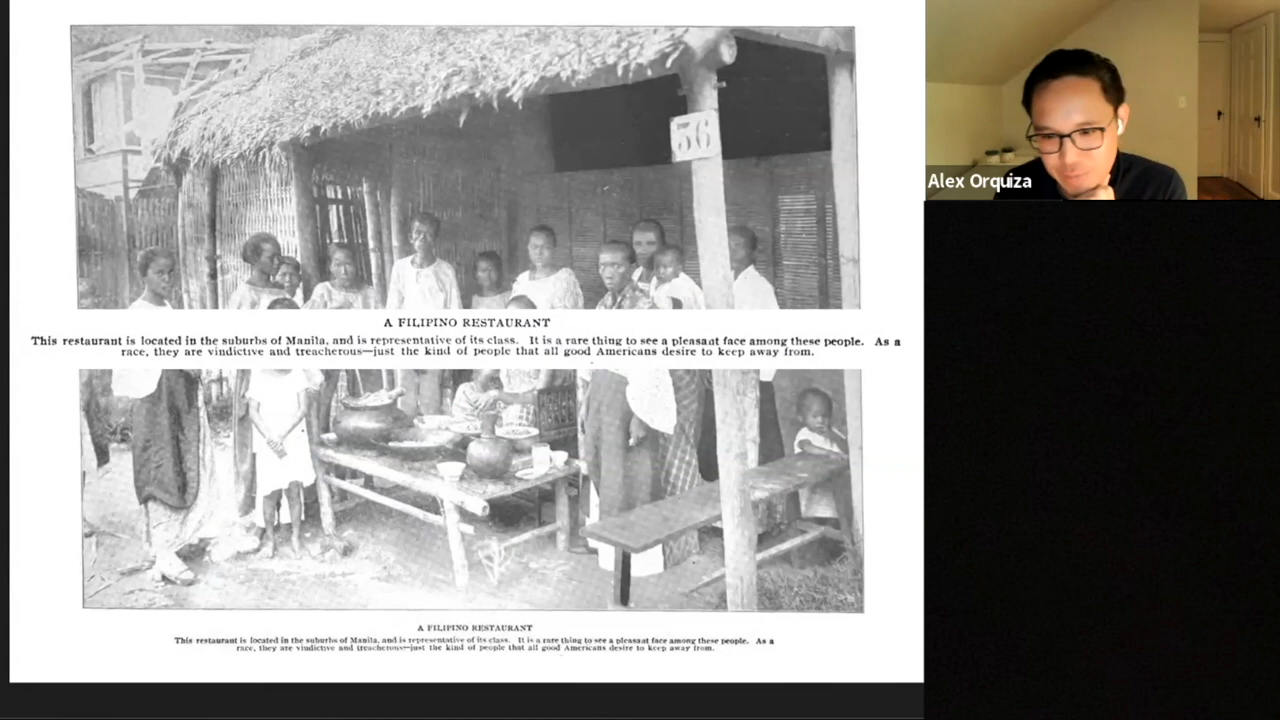 56
Alex Orquiza
A FILIPINO RESTAURANT
This restaurant is located in the suburbs of Manila, and is representative of its class. It is a rare thing to see a pleasant face among these people. As a
race, they are vindictive and treacherous—just the kind of people that all good Americans desire to keep away from.
A FILIPINO RESTAURANT
This restaurant is located in the suburbs of Manila, and is representative of its class. It is a rare thing to see a pleasant face among these people. As a
race, they are vindictive and treacherous—just the kind of people that all good Americans desire to keep away from.